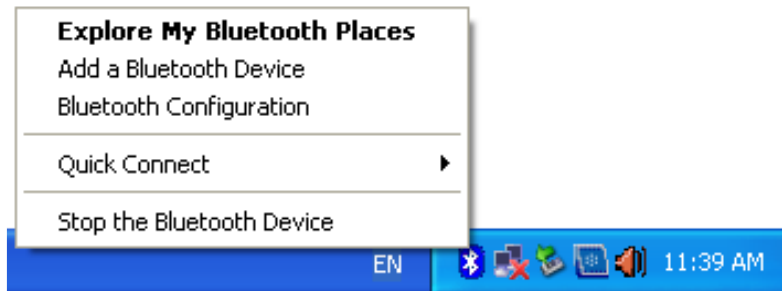 Explore My Bluetooth Places
Add a Bluetooth Device
Bluetooth Configuration
Quick Connect
Stop the Bluetooth Device
EN
11:39 AM